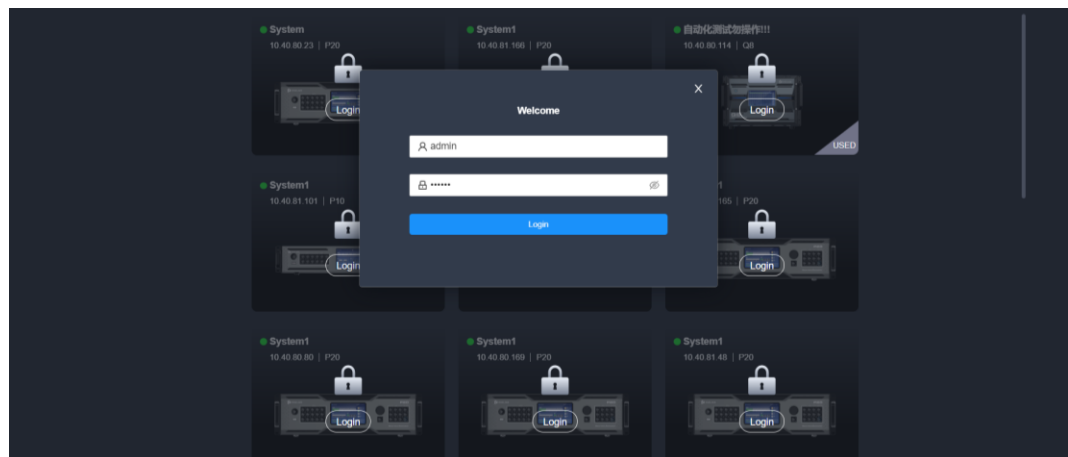 System
10.40.80.23 | P20
System1
10.40.81.166 | P20
自动化测试勿操作!!!
10.40.80.114 | Q8
Login
Login
USED
Welcome
X
admin
••••••
Login
System1
10.40.81.101 | P10
Login
1
165 | P20
Login
System1
10.40.80.80 | P20
Login
System1
10.40.80.169 | P20
Login
System1
10.40.81.48 | P20
Login